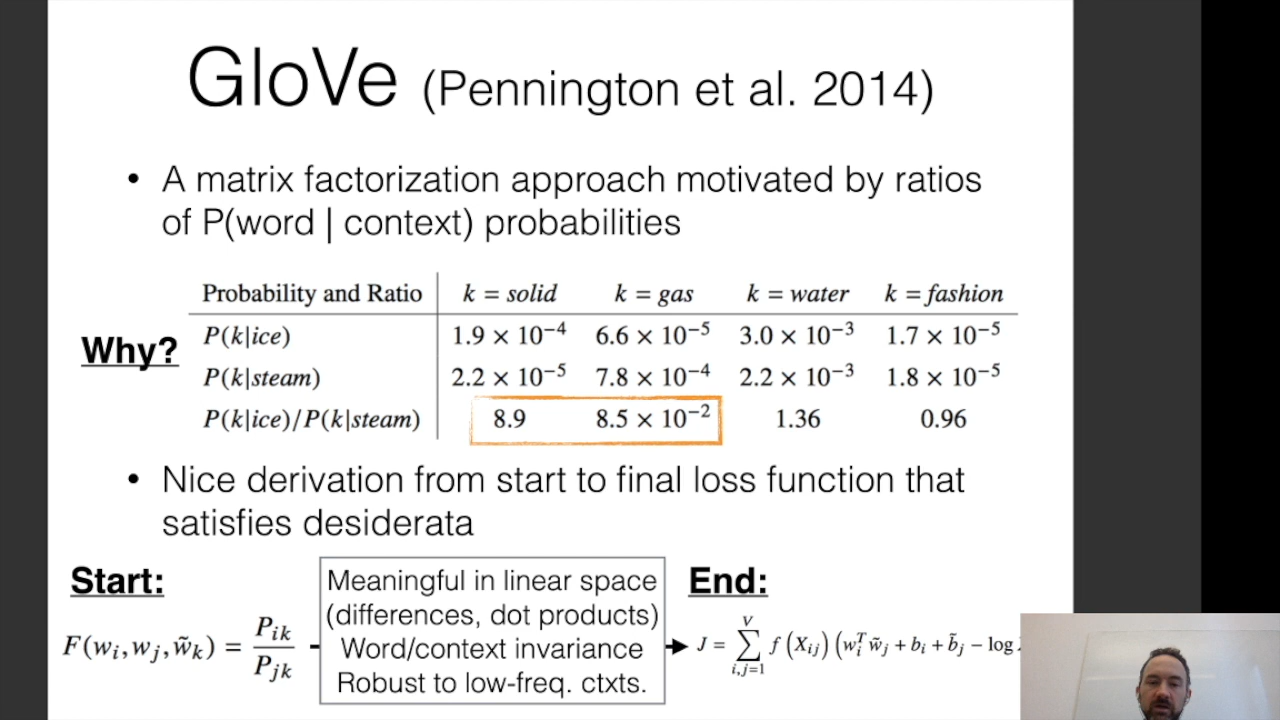 GloVe (Pennington et al. 2014)
• A matrix factorization approach motivated by ratios
of P(word | context) probabilities
Why?
Probability and Ratio k = solid k = gas k = water k = fashion
P(k|ice) 1.9 × 10⁻⁴ 6.6 × 10⁻⁵ 3.0 × 10⁻³ 1.7 × 10⁻⁵
P(k|steam) 2.2 × 10⁻⁵ 7.8 × 10⁻⁴ 2.2 × 10⁻³ 1.8 × 10⁻⁵
P(k|ice)/P(k|steam) 8.9 8.5 × 10⁻² 1.36 0.96
• Nice derivation from start to final loss function that
satisfies desiderata
Start:
F(w_i, w_j, w̃_k) = P_ik / P_jk
Meaningful in linear space
(differences, dot products)
Word/context invariance
Robust to low-freq. ctxts.
End:
J = ∑_{i,j=1}^{V} f(X_ij) (w_i^T w̃_j + b_i + b̃_j − log